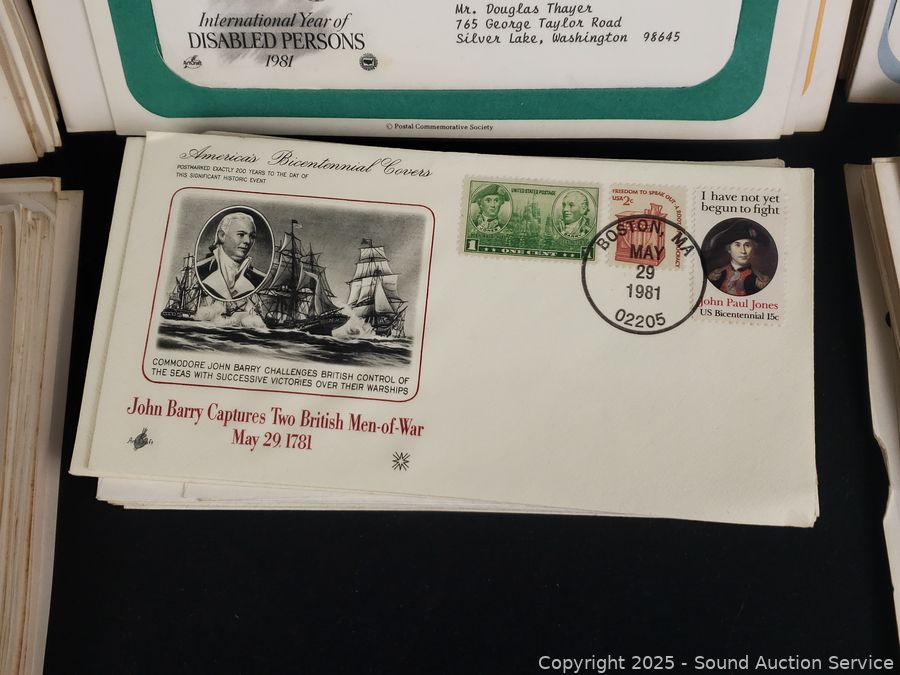 International Year of
DISABLED PERSONS
1981
ArtCraft
Mr. Douglas Thayer
765 George Taylor Road
Silver Lake, Washington 98645
© Postal Commemorative Society
America's Bicentennial Covers
POSTMARKED EXACTLY 200 YEARS TO THE DAY OF
THIS SIGNIFICANT HISTORIC EVENT
COMMODORE JOHN BARRY CHALLENGES BRITISH CONTROL OF
THE SEAS WITH SUCCESSIVE VICTORIES OVER THEIR WARSHIPS
John Barry Captures Two British Men-of-War
May 29, 1781
ArtCraft
UNITED STATES POSTAGE
1
ONE CENT
FREEDOM TO SPEAK OUT
USA 2c
BOSTON, MA
MAY
29
1981
02205
I have not yet
begun to fight
John Paul Jones
US Bicentennial 15c
Copyright 2025 - Sound Auction Service